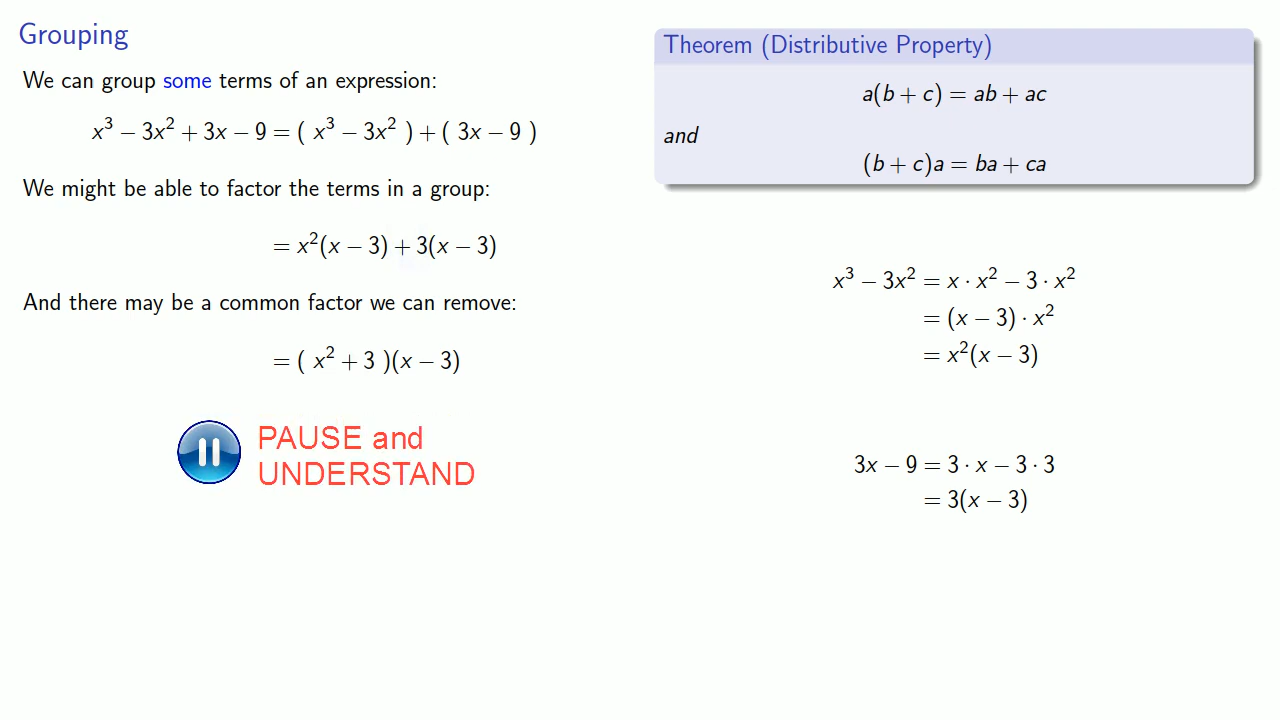 Grouping
We can group some terms of an expression:
x³ − 3x² + 3x − 9 = ( x³ − 3x² ) + ( 3x − 9 )
We might be able to factor the terms in a group:
= x²(x − 3) + 3(x − 3)
And there may be a common factor we can remove:
= ( x² + 3 )(x − 3)
PAUSE and
UNDERSTAND
Theorem (Distributive Property)
a(b + c) = ab + ac
and
(b + c)a = ba + ca
x³ − 3x² = x · x² − 3 · x²
= (x − 3) · x²
= x²(x − 3)
3x − 9 = 3 · x − 3 · 3
= 3(x − 3)